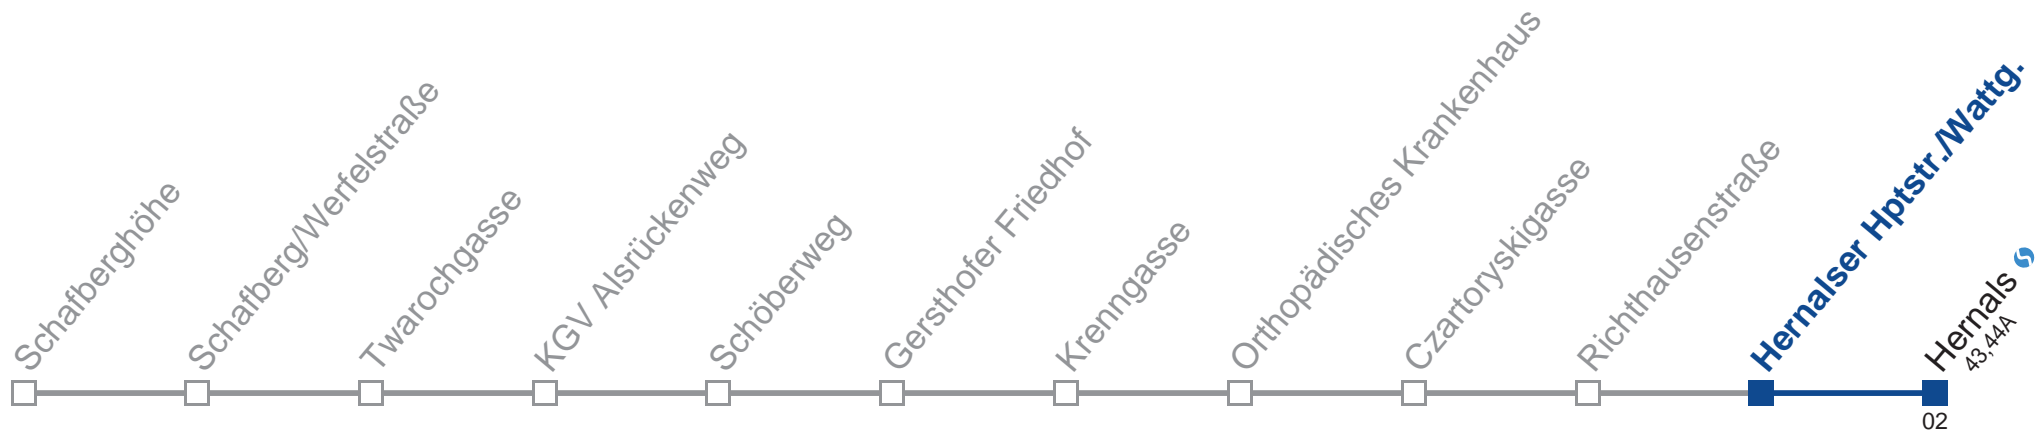 Schafberghöhe
Schafberg/Werfelstraße
Twarochgasse
KGV Alsrückenweg
Schöberweg
Gersthofer Friedhof
Krenngasse
Orthopädisches Krankenhaus
Czartoryskigasse
Richthausenstraße
Hernalser Hptstr./Wattg.
Hernals
43,44A
02